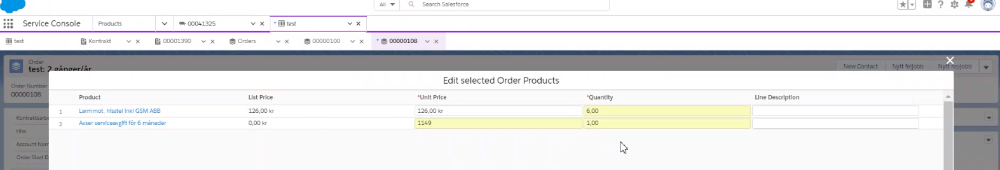 All
Search Salesforce
Service Console
Products
00041325
* test
test
Kontrakt
00001390
Orders
00000100
* 00000108
Order
test: 2 gånger/år
New Contact
Nytt feljobb
Nytt repjobb
Order Number
00000108
Edit selected Order Products
Product
List Price
*Unit Price
*Quantity
Line Description
1
Larmmot. hisstel inkl GSM ABB
126,00 kr
126,00 kr
6,00
2
Avser serviceavgift för 6 månader
0,00 kr
1149
1,00
Kontraktsarbe
Hiss
Account Nam
Order Start D